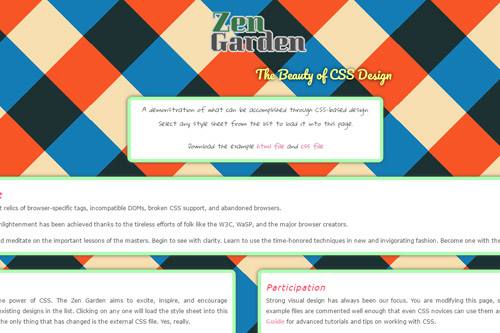 Zen
Garden
The Beauty of CSS Design
A demonstration of what can be accomplished through CSS-based design.
Select any style sheet from the list to load it into this page.
Download the example html file and css file
t relics of browser-specific tags, incompatible DOMs, broken CSS support, and abandoned browsers.
nlightenment has been achieved thanks to the tireless efforts of folk like the W3C, WaSP, and the major browser creators.
d meditate on the important lessons of the masters. Begin to see with clarity. Learn to use the time-honored techniques in new and invigorating fashion. Become one with the
he power of CSS. The Zen Garden aims to excite, inspire, and encourage
existing designs in the list. Clicking on any one will load the style sheet into this
he only thing that has changed is the external CSS file. Yes, really.
Participation
Strong visual design has always been our focus. You are modifying this page, s
example files are commented well enough that even CSS novices can use them a
Guide for advanced tutorials and tips on working with CSS.